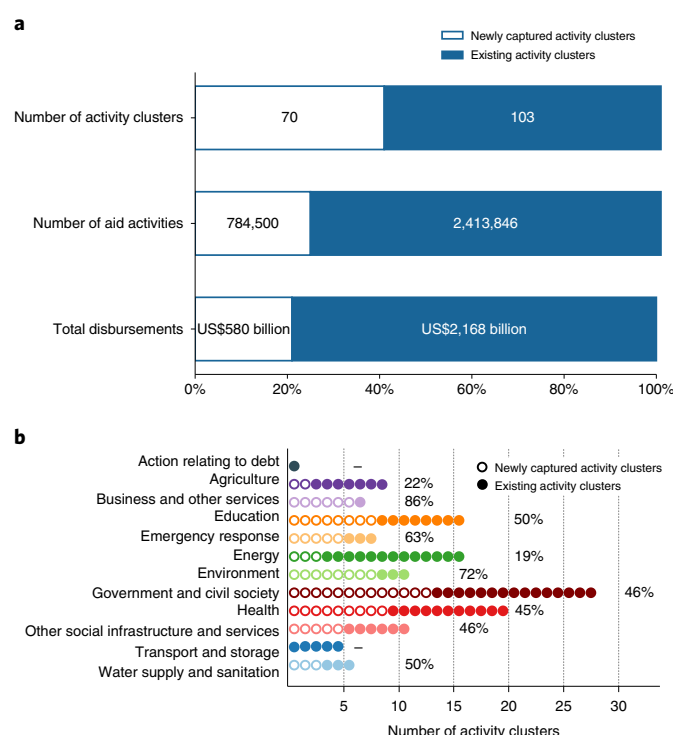 a
Newly captured activity clusters
Existing activity clusters
Number of activity clusters
70
103
Number of aid activities
784,500
2,413,846
Total disbursements
US$580 billion
US$2,168 billion
0%
20%
40%
60%
80%
100%
b
Newly captured activity clusters
Existing activity clusters
Action relating to debt –
Agriculture 22%
Business and other services 86%
Education 50%
Emergency response 63%
Energy 19%
Environment 72%
Government and civil society 46%
Health 45%
Other social infrastructure and services 46%
Transport and storage –
Water supply and sanitation 50%
5
10
15
20
25
30
Number of activity clusters